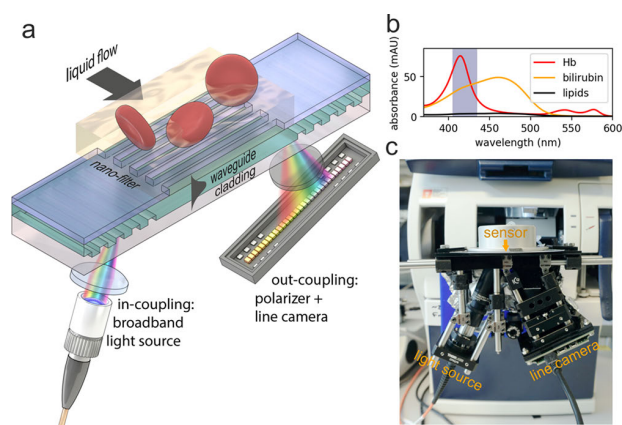 a
liquid flow
nano-filter
waveguide
cladding
in-coupling:
broadband
light source
out-coupling:
polarizer +
line camera
b
absorbance (mAU)
50
0
400
450
500
550
600
wavelength (nm)
Hb
bilirubin
lipids
c
sensor
light source
line camera